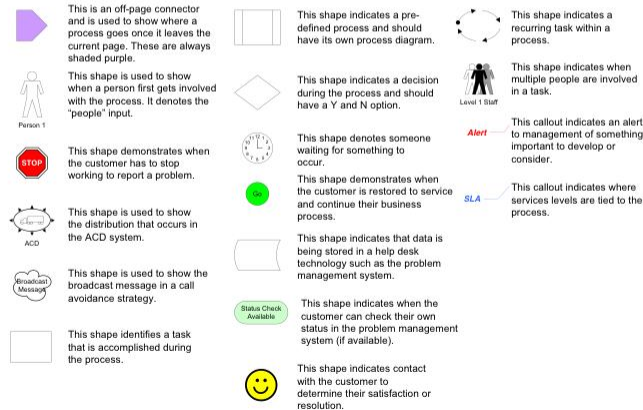 This is an off-page connector
and is used to show where a
process goes once it leaves the
current page. These are always
shaded purple.
Person 1
This shape is used to show
when a person first gets involved
with the process. It denotes the
“people” input.
STOP
This shape demonstrates when
the customer has to stop
working to report a problem.
ACD
This shape is used to show
the distribution that occurs in
the ACD system.
Broadcast
Message
This shape is used to show the
broadcast message in a call
avoidance strategy.
This shape identifies a task
that is accomplished during
the process.
This shape indicates a pre-
defined process and should
have its own process diagram.
This shape indicates a decision
during the process and should
have a Y and N option.
This shape denotes someone
waiting for something to
occur.
Go
This shape demonstrates when
the customer is restored to service
and continue their business
process.
This shape indicates that data is
being stored in a help desk
technology such as the problem
management system.
Status Check
Available
This shape indicates when the
customer can check their own
status in the problem management
system (if available).
This shape indicates contact
with the customer to
determine their satisfaction or
resolution.
This shape indicates a
recurring task within a
process.
Level 1 Staff
This shape indicates when
multiple people are involved
in a task.
Alert
This callout indicates an alert
to management of something
important to develop or
consider.
SLA
This callout indicates where
services levels are tied to the
process.